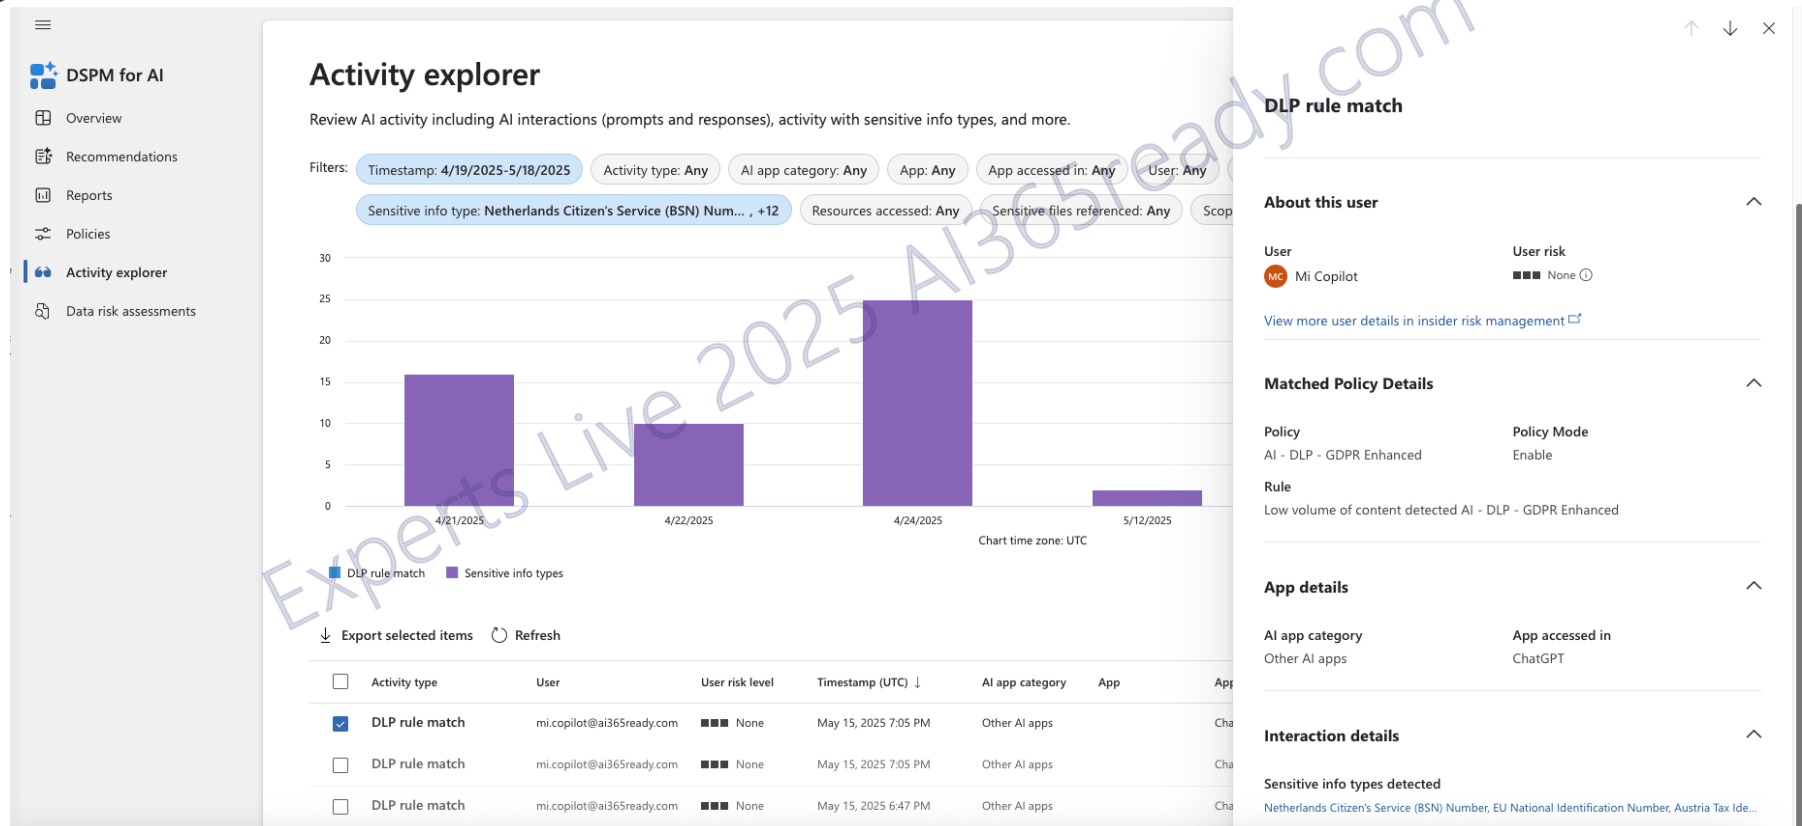 DSPM for AI
Overview
Recommendations
Reports
Policies
Activity explorer
Data risk assessments
Activity explorer
Review AI activity including AI interactions (prompts and responses), activity with sensitive info types, and more.
Filters: Timestamp: 4/19/2025-5/18/2025 Activity type: Any AI app category: Any App: Any App accessed in: Any User: Any
Sensitive info type: Netherlands Citizen's Service (BSN) Num... , +12 Resources accessed: Any Sensitive files referenced: Any Scop
30
25
20
15
10
5
0
4/21/2025 4/22/2025 4/24/2025 5/12/2025
Chart time zone: UTC
DLP rule match Sensitive info types
Export selected items Refresh
Activity type User User risk level Timestamp (UTC) ↓ AI app category App App
DLP rule match mi.copilot@ai365ready.com None May 15, 2025 7:05 PM Other AI apps Cha
DLP rule match mi.copilot@ai365ready.com None May 15, 2025 7:05 PM Other AI apps Cha
DLP rule match mi.copilot@ai365ready.com None May 15, 2025 6:47 PM Other AI apps Cha
DLP rule match
About this user
User User risk
MC Mi Copilot None
View more user details in insider risk management
Matched Policy Details
Policy Policy Mode
AI - DLP - GDPR Enhanced Enable
Rule
Low volume of content detected AI - DLP - GDPR Enhanced
App details
AI app category App accessed in
Other AI apps ChatGPT
Interaction details
Sensitive info types detected
Netherlands Citizen's Service (BSN) Number, EU National Identification Number, Austria Tax Ide...
Experts Live 2025 AI365ready.com